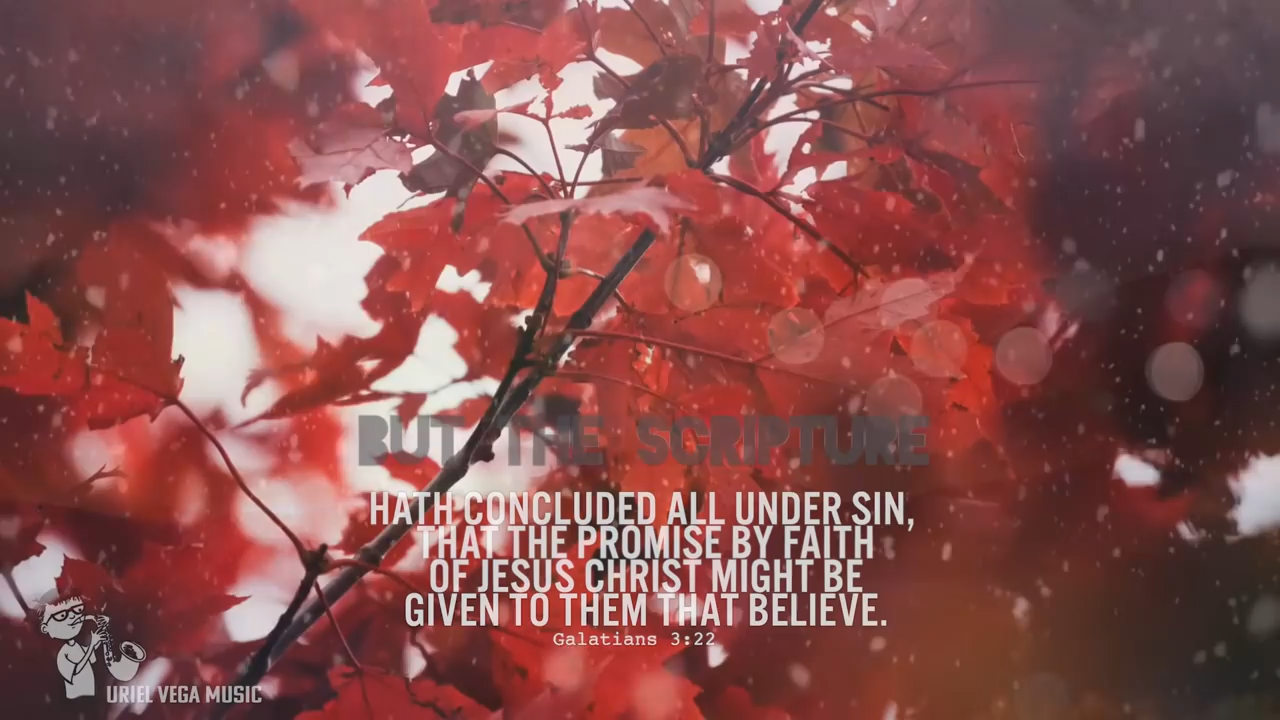 BUT THE SCRIPTURE
HATH CONCLUDED ALL UNDER SIN,
THAT THE PROMISE BY FAITH
OF JESUS CHRIST MIGHT BE
GIVEN TO THEM THAT BELIEVE.
Galatians 3:22
URIEL VEGA MUSIC